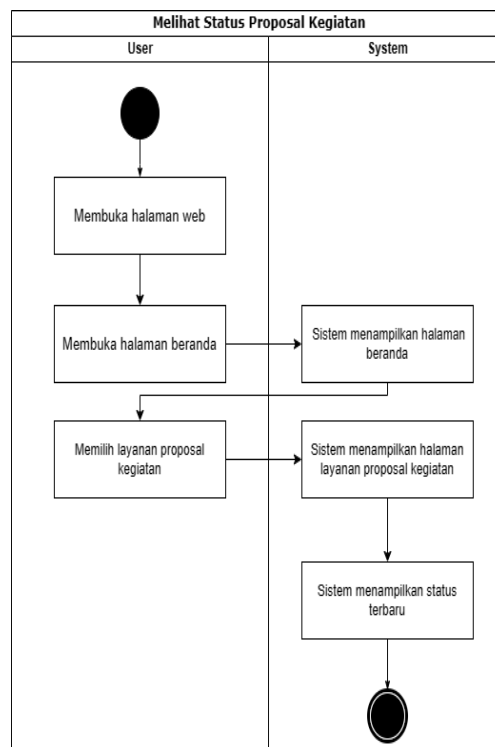 Melihat Status Proposal Kegiatan
User
System
Membuka halaman web
Membuka halaman beranda
Sistem menampilkan halaman
beranda
Memilih layanan proposal
kegiatan
Sistem menampilkan halaman
layanan proposal kegiatan
Sistem menampilkan status
terbaru